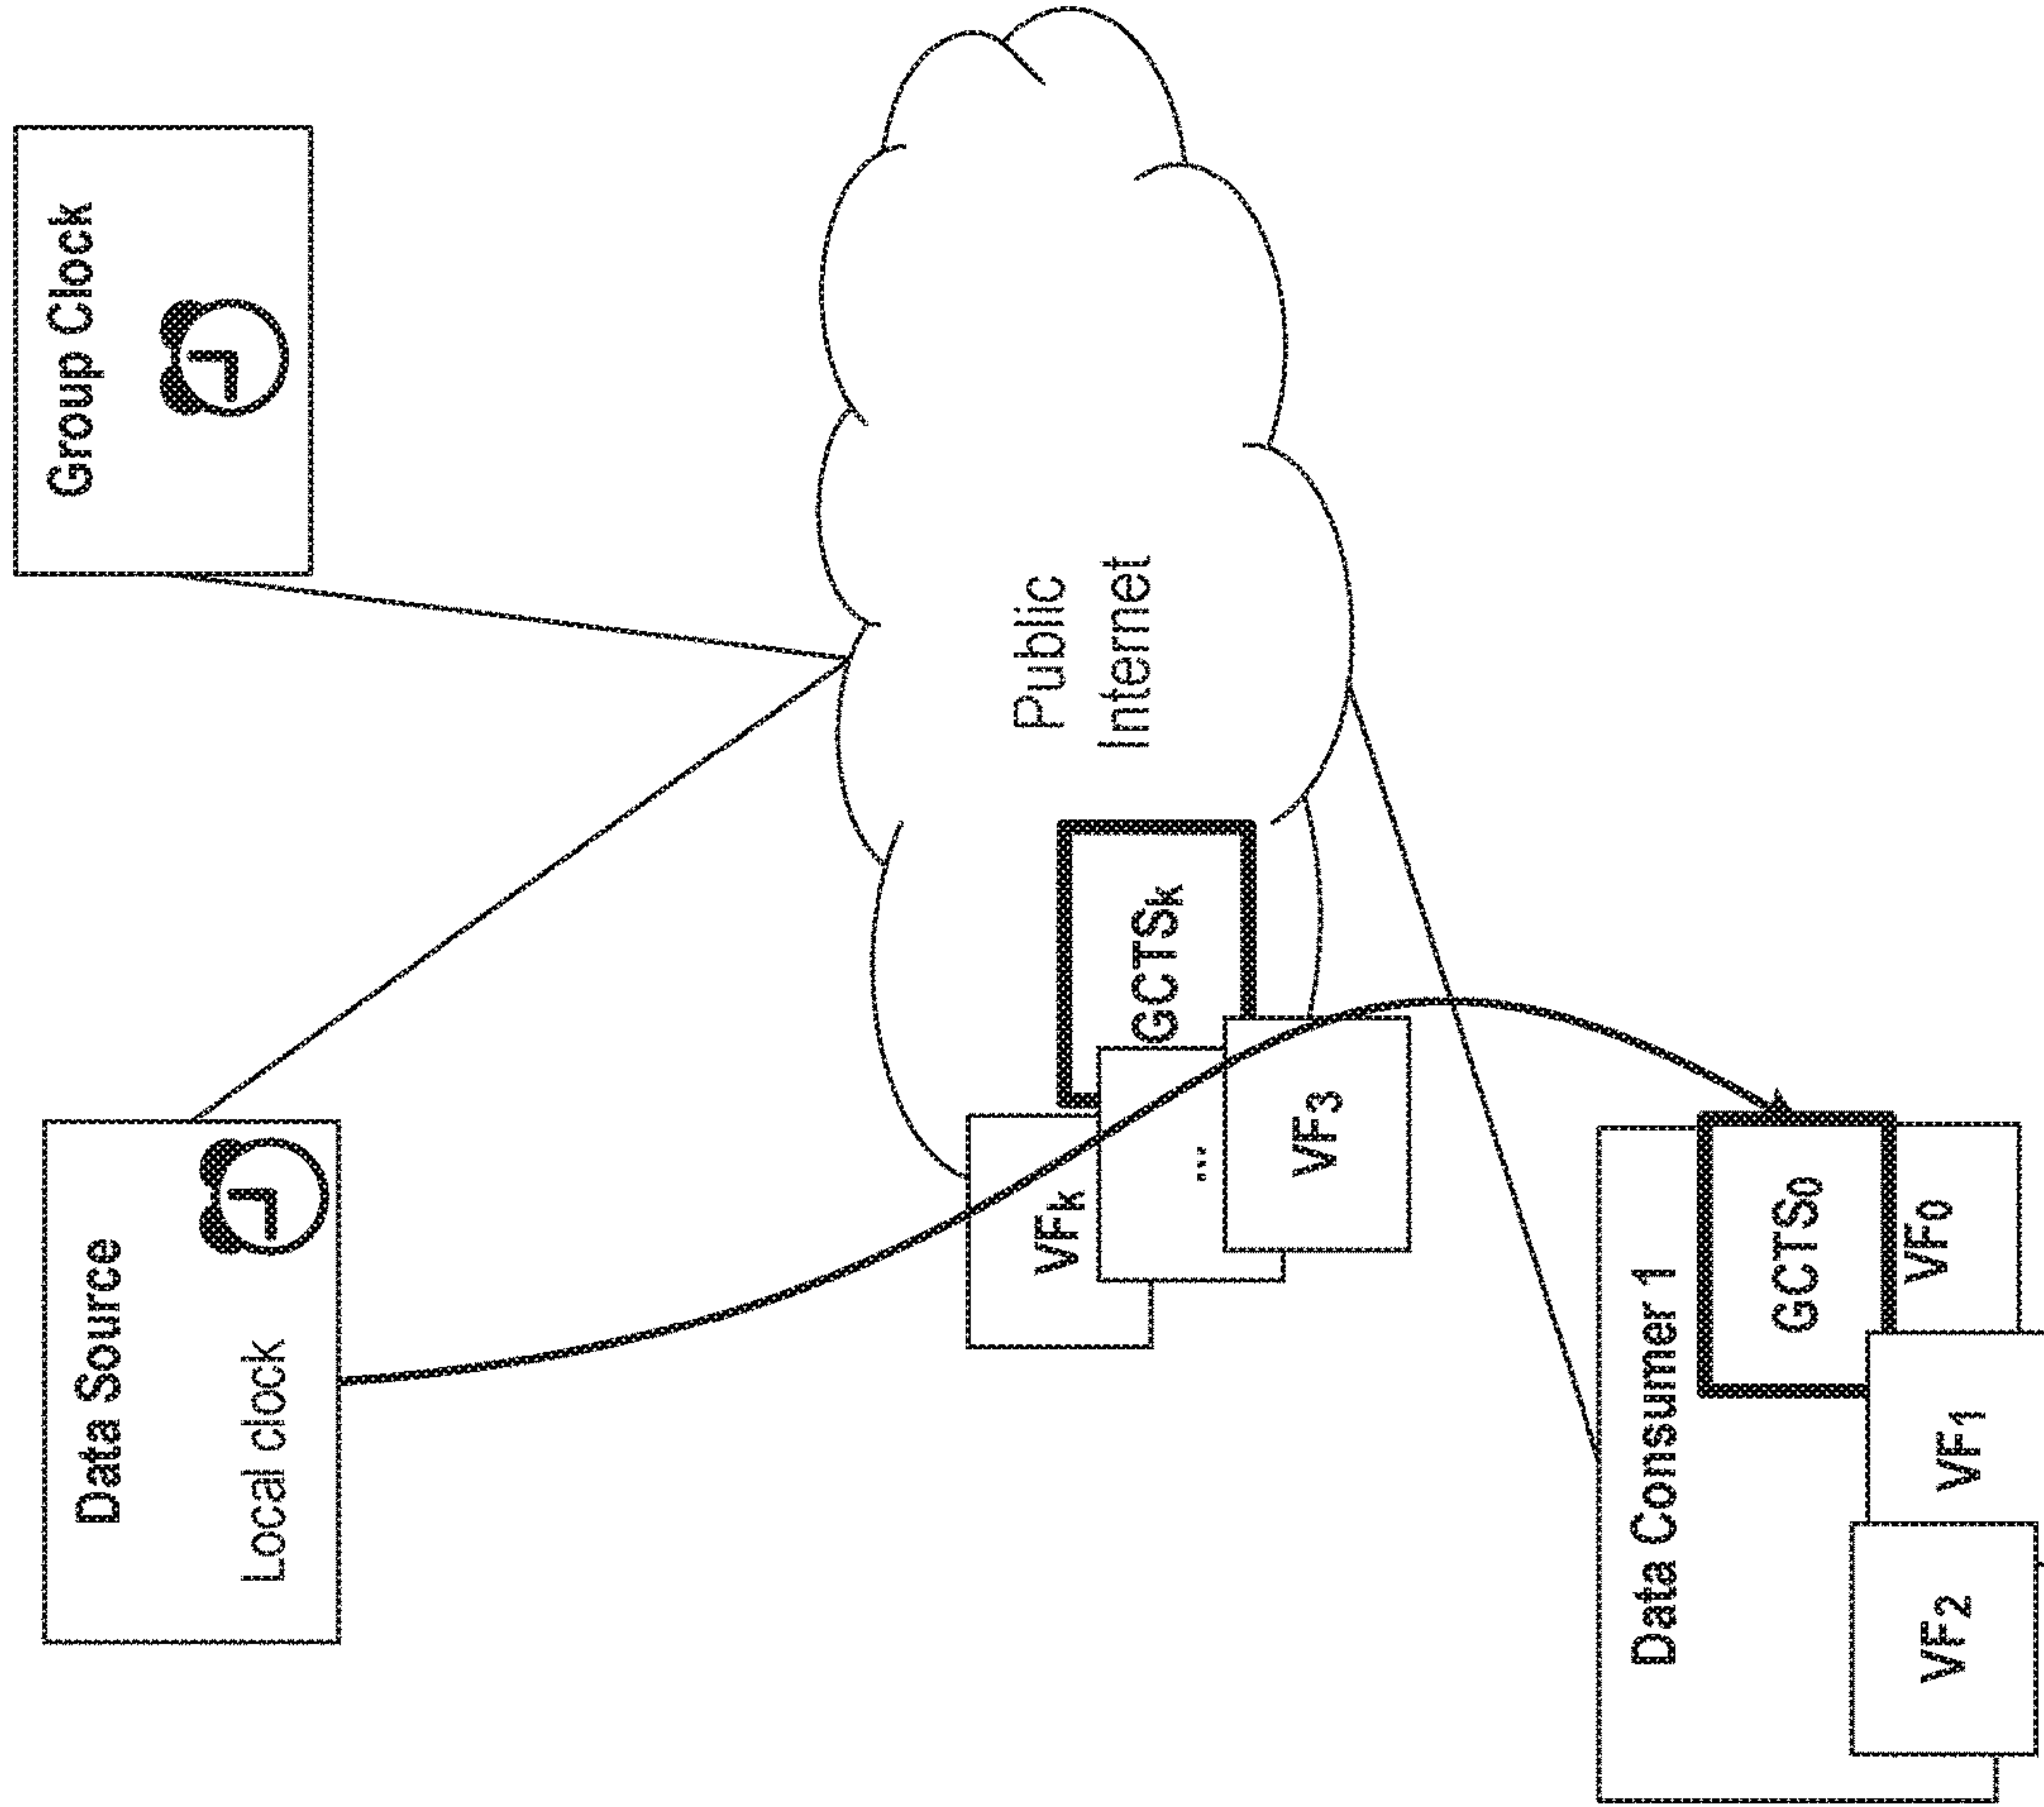 Data Source
Local clock
Group Clock
Public
Internet
VFk
...
VF3
GCTSk
Data Consumer 1
GCTS0
VF0
VF1
VF2